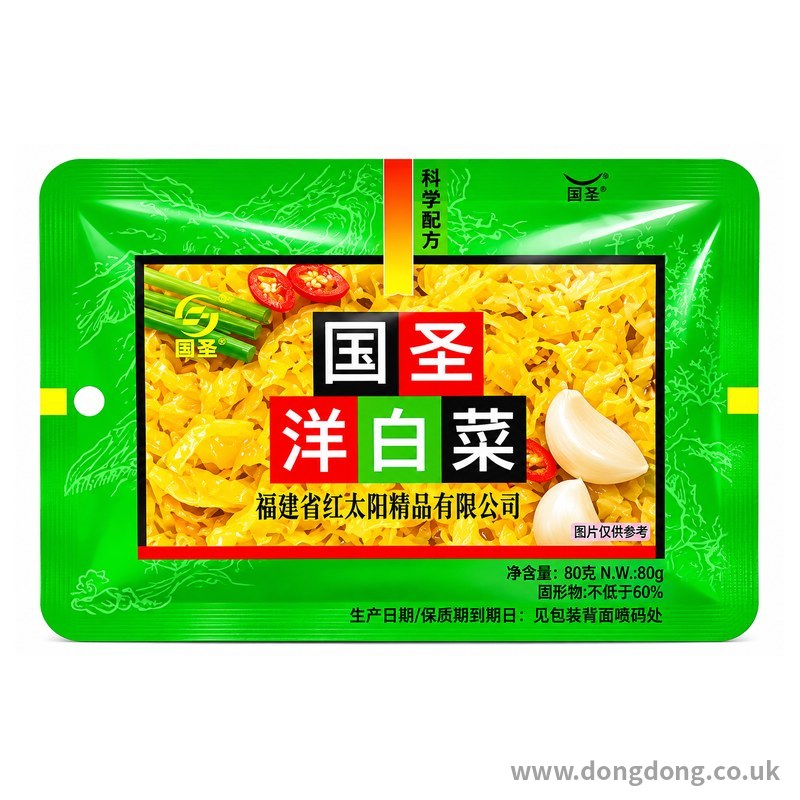 科学配方
国圣®
国圣®
国圣
洋白菜
福建省红太阳精品有限公司
图片仅供参考
净含量：80克 N.W.:80g
固形物:不低于60%
生产日期/保质期到期日：见包装背面喷码处
www.dongdong.co.uk